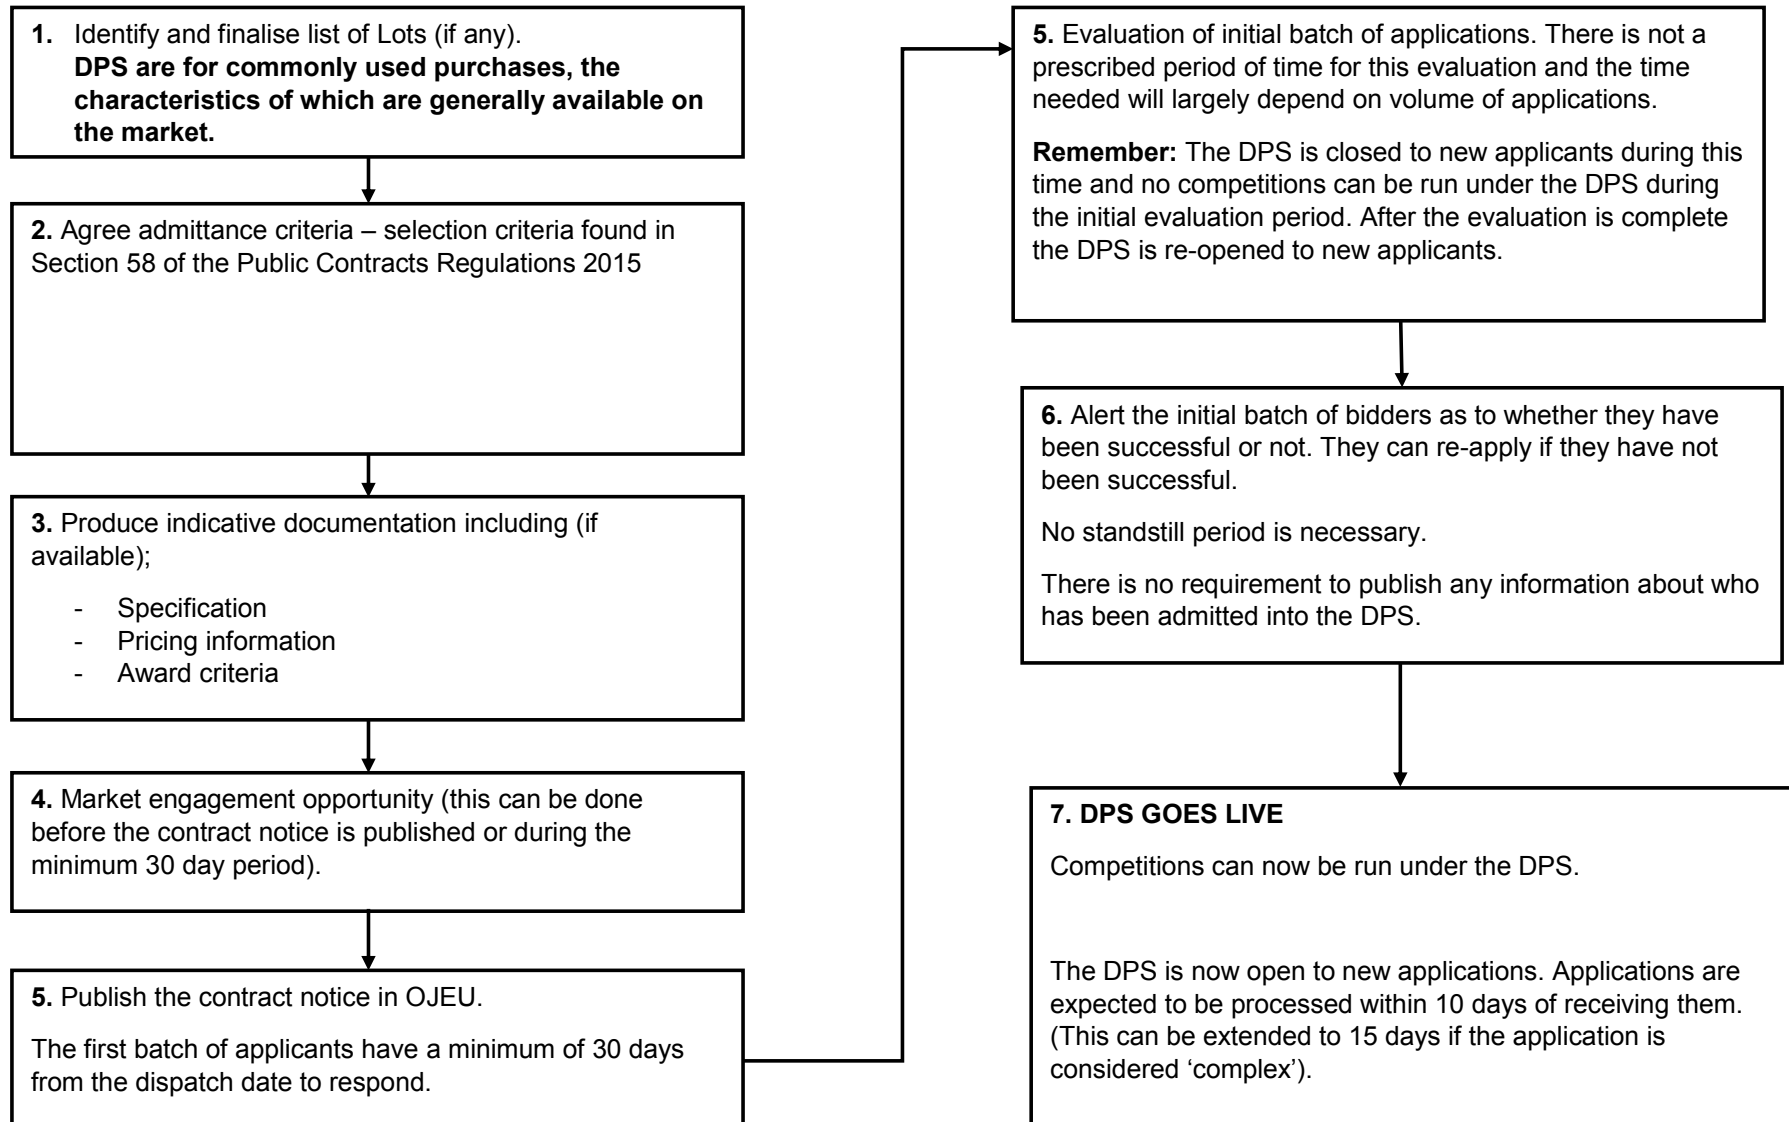 1. Identify and finalise list of Lots (if any).
DPS are for commonly used purchases, the
characteristics of which are generally available on
the market.
2. Agree admittance criteria – selection criteria found in
Section 58 of the Public Contracts Regulations 2015
3. Produce indicative documentation including (if
available);
- Specification
- Pricing information
- Award criteria
4. Market engagement opportunity (this can be done
before the contract notice is published or during the
minimum 30 day period).
5. Publish the contract notice in OJEU.
The first batch of applicants have a minimum of 30 days
from the dispatch date to respond.
5. Evaluation of initial batch of applications. There is not a
prescribed period of time for this evaluation and the time
needed will largely depend on volume of applications.
Remember: The DPS is closed to new applicants during this
time and no competitions can be run under the DPS during
the initial evaluation period. After the evaluation is complete
the DPS is re-opened to new applicants.
6. Alert the initial batch of bidders as to whether they have
been successful or not. They can re-apply if they have not
been successful.
No standstill period is necessary.
There is no requirement to publish any information about who
has been admitted into the DPS.
7. DPS GOES LIVE
Competitions can now be run under the DPS.
The DPS is now open to new applications. Applications are
expected to be processed within 10 days of receiving them.
(This can be extended to 15 days if the application is
considered ‘complex’).